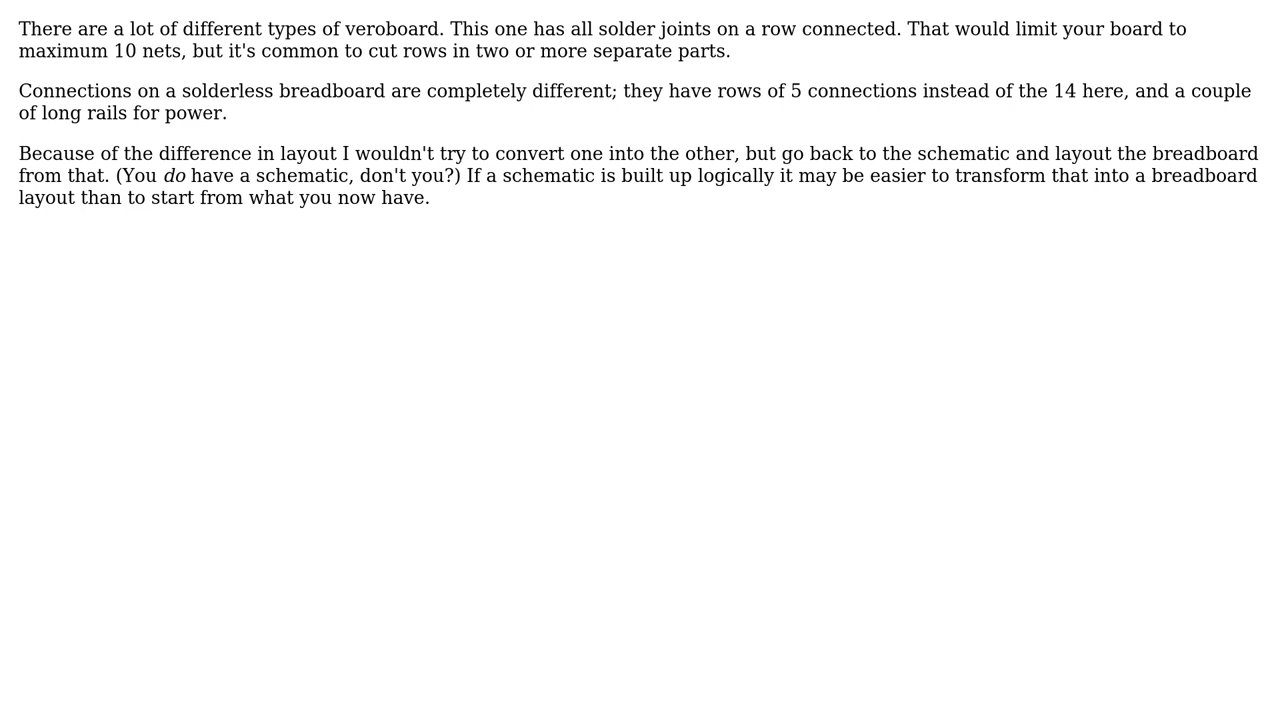 There are a lot of different types of veroboard. This one has all solder joints on a row connected. That would limit your board to
maximum 10 nets, but it's common to cut rows in two or more separate parts.
Connections on a solderless breadboard are completely different; they have rows of 5 connections instead of the 14 here, and a couple
of long rails for power.
Because of the difference in layout I wouldn't try to convert one into the other, but go back to the schematic and layout the breadboard
from that. (You do have a schematic, don't you?) If a schematic is built up logically it may be easier to transform that into a breadboard
layout than to start from what you now have.